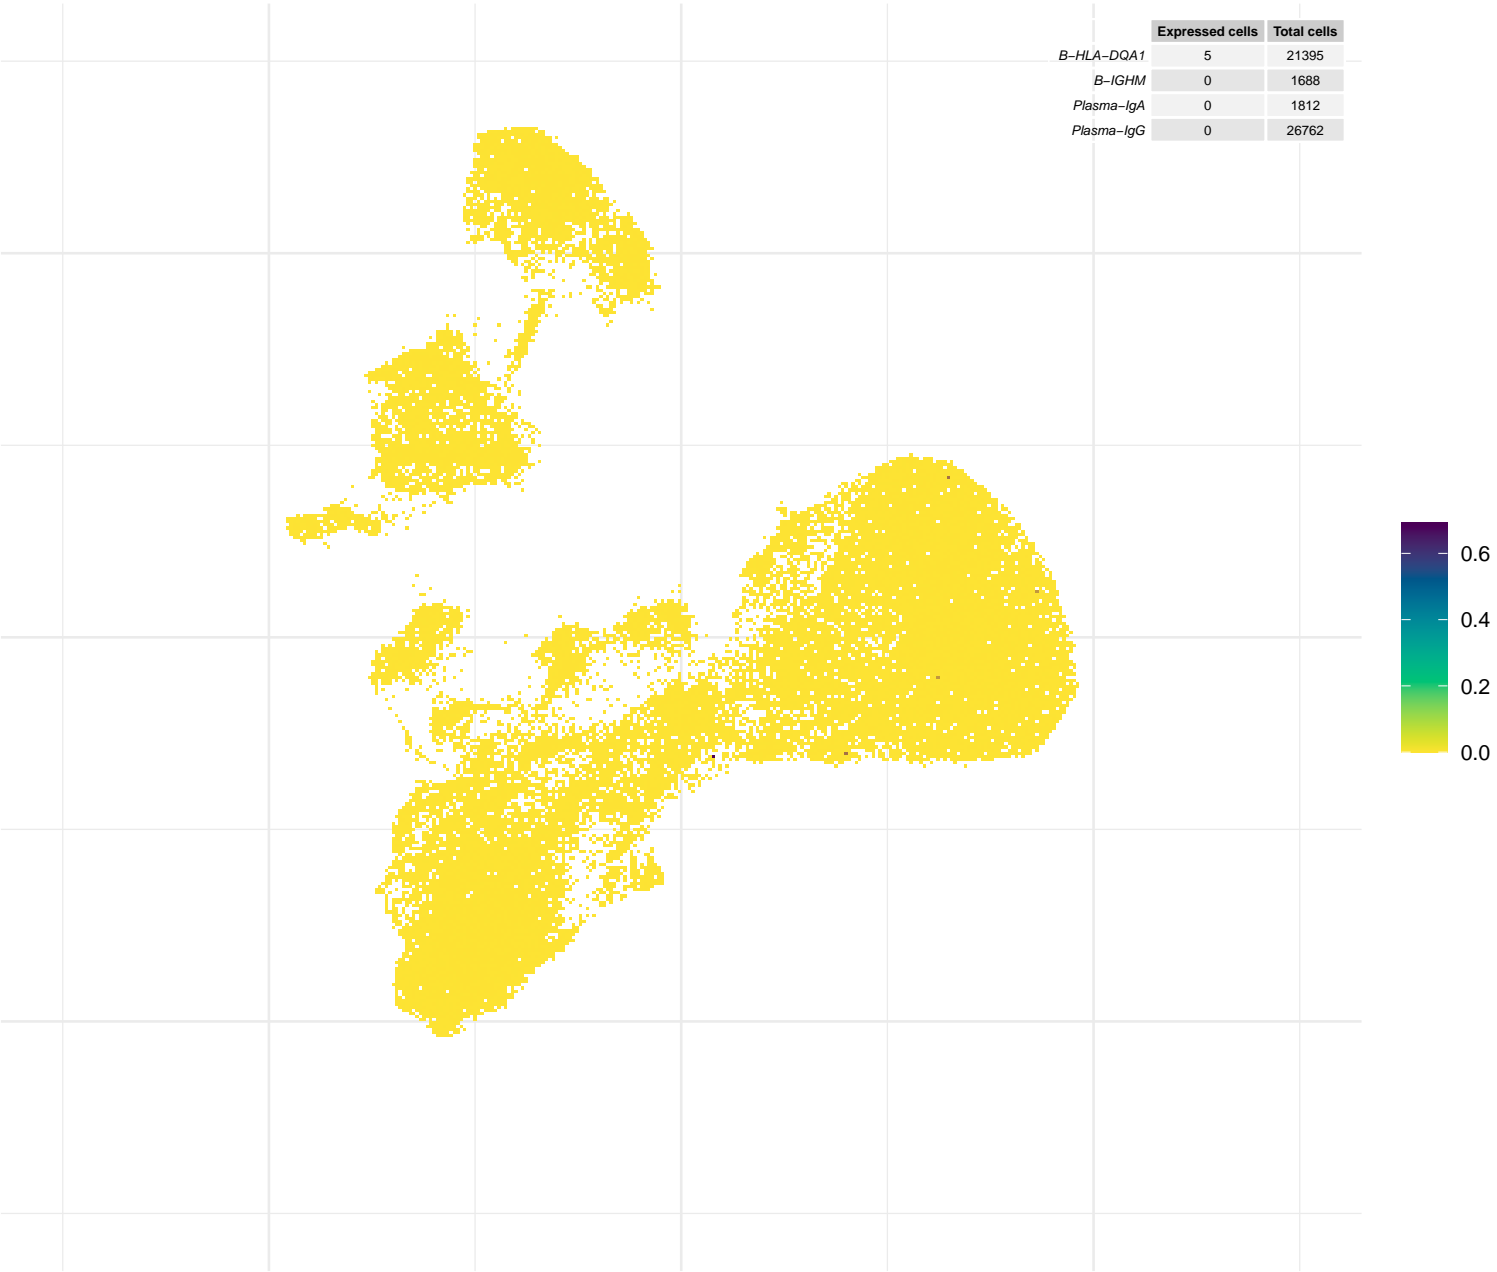 Expressed cells Total cells
B−HLA−DQA1 5 21395
B−IGHM 0 1688
Plasma−IgA 0 1812
Plasma−IgG 0 26762
0.6
0.4
0.2
0.0